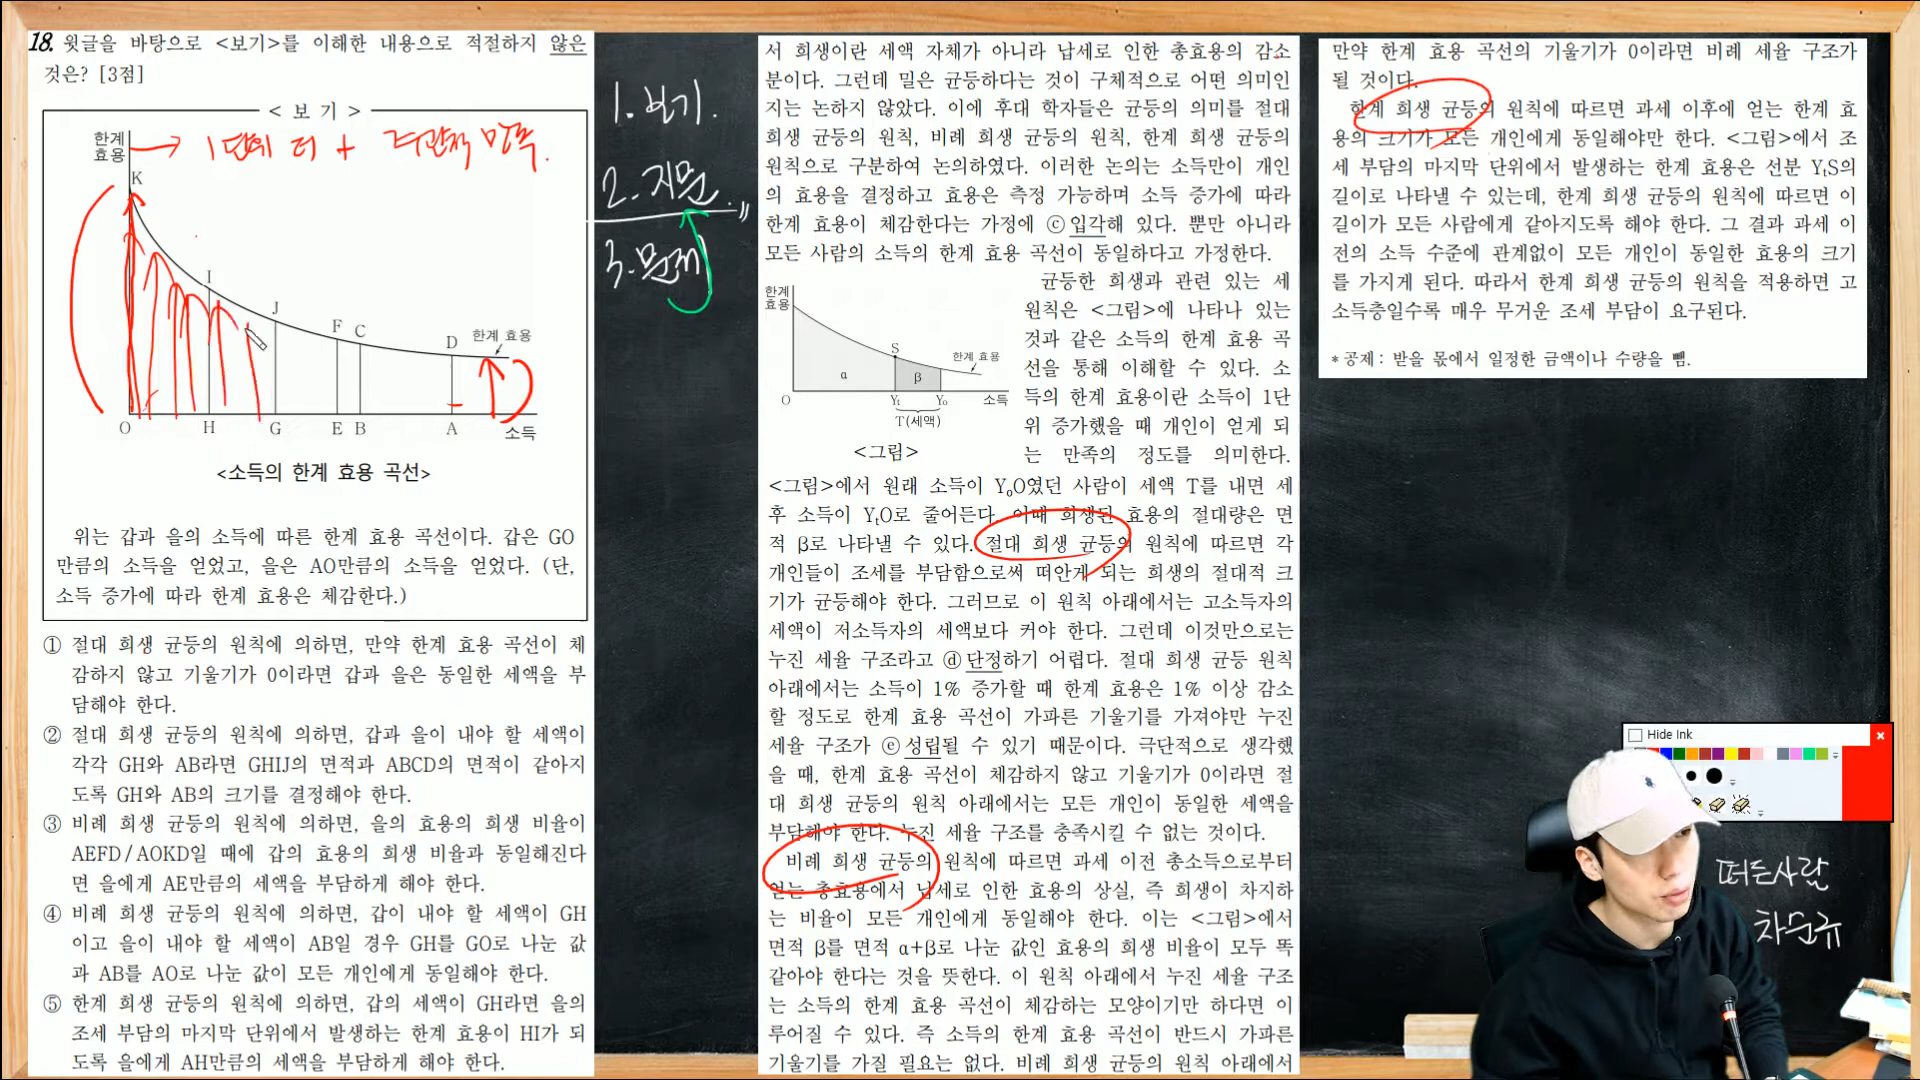 18. 윗글을 바탕으로 <보기>를 이해한 내용으로 적절하지 않은
것은? [3점]
< 보 기 >
한계
효용
1단위 더 + 주관적 만족.
K
I
J
F
C
D
한계 효용
O
H
G
E
B
A
소득
<소득의 한계 효용 곡선>
위는 갑과 을의 소득에 따른 한계 효용 곡선이다. 갑은 GO
만큼의 소득을 얻었고, 을은 AO만큼의 소득을 얻었다. (단,
소득 증가에 따라 한계 효용은 체감한다.)
① 절대 희생 균등의 원칙에 의하면, 만약 한계 효용 곡선이 체
감하지 않고 기울기가 0이라면 갑과 을은 동일한 세액을 부
담해야 한다.
② 절대 희생 균등의 원칙에 의하면, 갑과 을이 내야 할 세액이
각각 GH와 AB라면 GHIJ의 면적과 ABCD의 면적이 같아지
도록 GH와 AB의 크기를 결정해야 한다.
③ 비례 희생 균등의 원칙에 의하면, 을의 효용의 희생 비율이
AEFD/AOKD일 때에 갑의 효용의 희생 비율과 동일해진다
면 을에게 AE만큼의 세액을 부담하게 해야 한다.
④ 비례 희생 균등의 원칙에 의하면, 갑이 내야 할 세액이 GH
이고 을이 내야 할 세액이 AB일 경우 GH를 GO로 나눈 값
과 AB를 AO로 나눈 값이 모든 개인에게 동일해야 한다.
⑤ 한계 희생 균등의 원칙에 의하면, 갑의 세액이 GH라면 을의
조세 부담의 마지막 단위에서 발생하는 한계 효용이 HI가 되
도록 을에게 AH만큼의 세액을 부담하게 해야 한다.
1. 보기.
2. 지문.
3. 문제
서 희생이란 세액 자체가 아니라 납세로 인한 총효용의 감소
분이다. 그런데 밀은 균등하다는 것이 구체적으로 어떤 의미인
지는 논하지 않았다. 이에 후대 학자들은 균등의 의미를 절대
희생 균등의 원칙, 비례 희생 균등의 원칙, 한계 희생 균등의
원칙으로 구분하여 논의하였다. 이러한 논의는 소득만이 개인
의 효용을 결정하고 효용은 측정 가능하며 소득 증가에 따라
한계 효용이 체감한다는 가정에 ⓒ입각해 있다. 뿐만 아니라
모든 사람의 소득의 한계 효용 곡선이 동일하다고 가정한다.
한계
효용
S
한계 효용
α
β
O
Yt
Yo
소득
T(세액)
<그림>
균등한 희생과 관련 있는 세
원칙은 <그림>에 나타나 있는
것과 같은 소득의 한계 효용 곡
선을 통해 이해할 수 있다. 소
득의 한계 효용이란 소득이 1단
위 증가했을 때 개인이 얻게 되
는 만족의 정도를 의미한다.
<그림>에서 원래 소득이 YoO였던 사람이 세액 T를 내면 세
후 소득이 YtO로 줄어든다. 이때 희생된 효용의 절대량은 면
적 β로 나타낼 수 있다. 절대 희생 균등의 원칙에 따르면 각
개인들이 조세를 부담함으로써 떠안게 되는 희생의 절대적 크
기가 균등해야 한다. 그러므로 이 원칙 아래에서는 고소득자의
세액이 저소득자의 세액보다 커야 한다. 그런데 이것만으로는
누진 세율 구조라고 ⓓ단정하기 어렵다. 절대 희생 균등 원칙
아래에서는 소득이 1% 증가할 때 한계 효용은 1% 이상 감소
할 정도로 한계 효용 곡선이 가파른 기울기를 가져야만 누진
세율 구조가 ⓔ성립될 수 있기 때문이다. 극단적으로 생각했
을 때, 한계 효용 곡선이 체감하지 않고 기울기가 0이라면 절
대 희생 균등의 원칙 아래에서는 모든 개인이 동일한 세액을
부담해야 한다. 누진 세율 구조를 충족시킬 수 없는 것이다.
비례 희생 균등의 원칙에 따르면 과세 이전 총소득으로부터
얻는 총효용에서 납세로 인한 효용의 상실, 즉 희생이 차지하
는 비율이 모든 개인에게 동일해야 한다. 이는 <그림>에서
면적 β를 면적 α+β로 나눈 값인 효용의 희생 비율이 모두 똑
같아야 한다는 것을 뜻한다. 이 원칙 아래에서 누진 세율 구조
는 소득의 한계 효용 곡선이 체감하는 모양이기만 하다면 이
루어질 수 있다. 즉 소득의 한계 효용 곡선이 반드시 가파른
기울기를 가질 필요는 없다. 비례 희생 균등의 원칙 아래에서
만약 한계 효용 곡선의 기울기가 0이라면 비례 세율 구조가
될 것이다.
한계 희생 균등의 원칙에 따르면 과세 이후에 얻는 한계 효
용의 크기가 모든 개인에게 동일해야만 한다. <그림>에서 조
세 부담의 마지막 단위에서 발생하는 한계 효용은 선분 YtS의
길이로 나타낼 수 있는데, 한계 희생 균등의 원칙에 따르면 이
길이가 모든 사람에게 같아지도록 해야 한다. 그 결과 과세 이
전의 소득 수준에 관계없이 모든 개인이 동일한 효용의 크기
를 가지게 된다. 따라서 한계 희생 균등의 원칙을 적용하면 고
소득층일수록 매우 무거운 조세 부담이 요구된다.
* 공제 : 받을 몫에서 일정한 금액이나 수량을 뺌.
Hide Ink
떠든사람
차문규